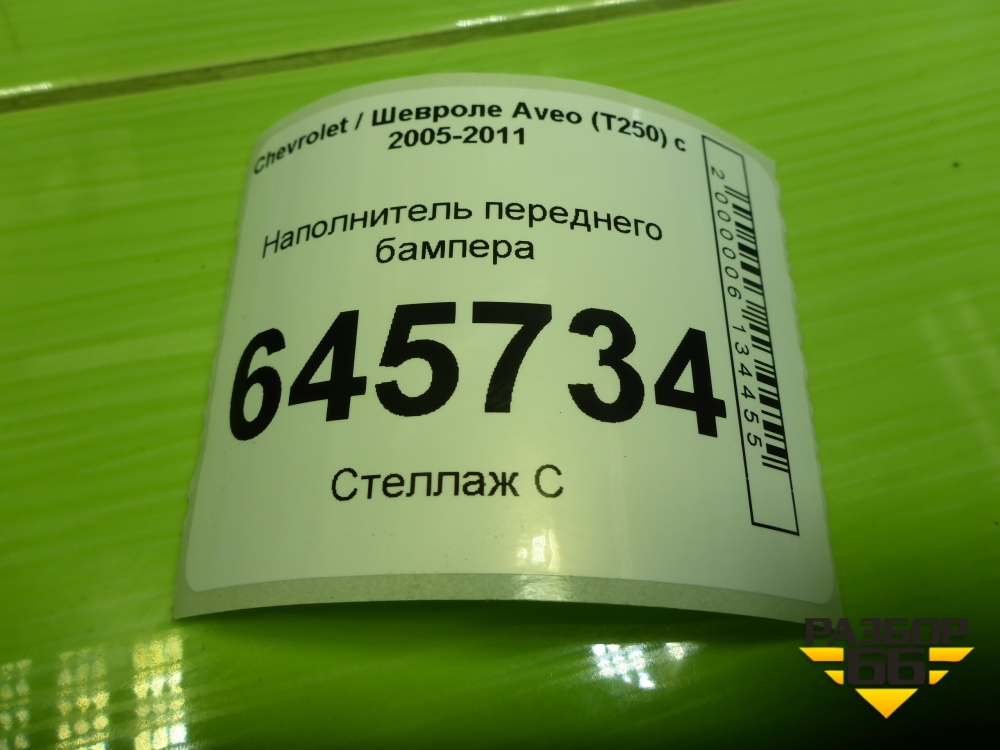 Chevrolet / Шевроле Aveo (T250) с
2005-2011
Наполнитель переднего
бампера
645734
Стеллаж С
2000006134455
РАЗБОР
66